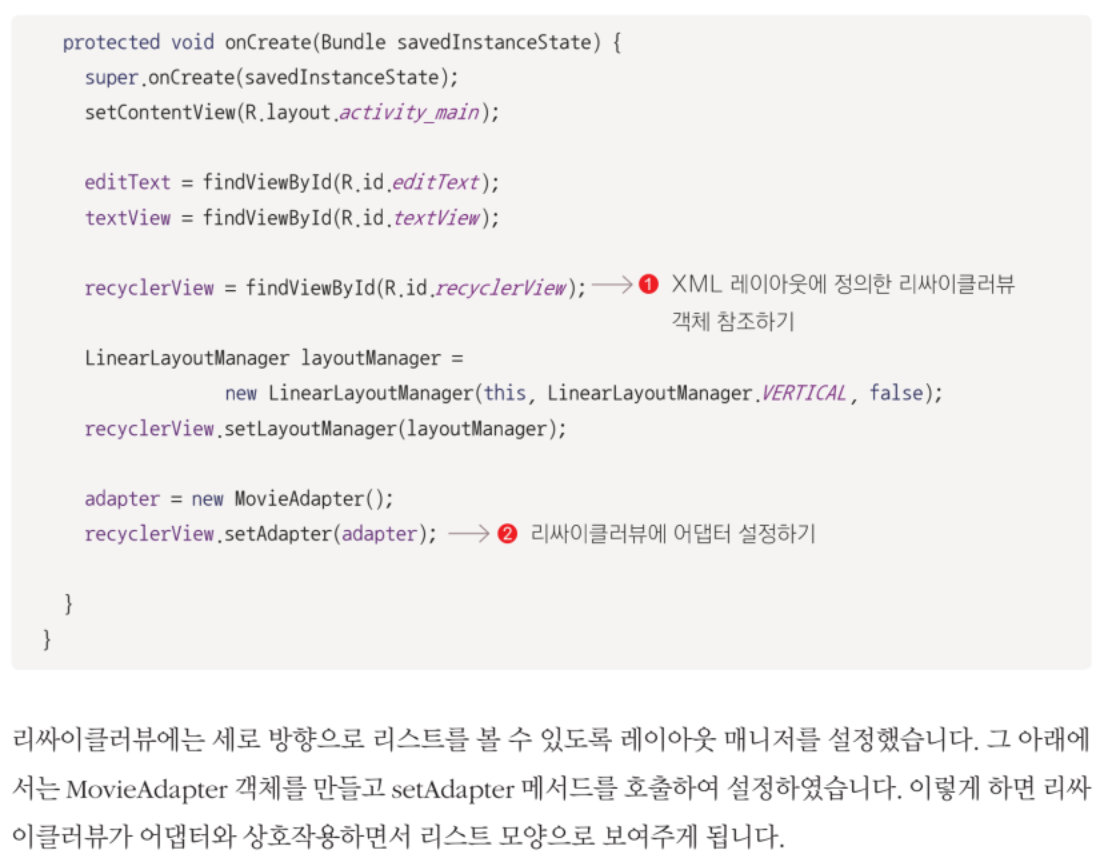 protected void onCreate(Bundle savedInstanceState) {
super.onCreate(savedInstanceState);
setContentView(R.layout.activity_main);
editText = findViewById(R.id.editText);
textView = findViewById(R.id.textView);
recyclerView = findViewById(R.id.recyclerView); → ❶ XML 레이아웃에 정의한 리싸이클러뷰
객체 참조하기
LinearLayoutManager layoutManager =
new LinearLayoutManager(this, LinearLayoutManager.VERTICAL, false);
recyclerView.setLayoutManager(layoutManager);
adapter = new MovieAdapter();
recyclerView.setAdapter(adapter); → ❷ 리싸이클러뷰에 어댑터 설정하기
}
}
리싸이클러뷰에는 세로 방향으로 리스트를 볼 수 있도록 레이아웃 매니저를 설정했습니다. 그 아래에
서는 MovieAdapter 객체를 만들고 setAdapter 메서드를 호출하여 설정하였습니다. 이렇게 하면 리싸
이클러뷰가 어댑터와 상호작용하면서 리스트 모양으로 보여주게 됩니다.